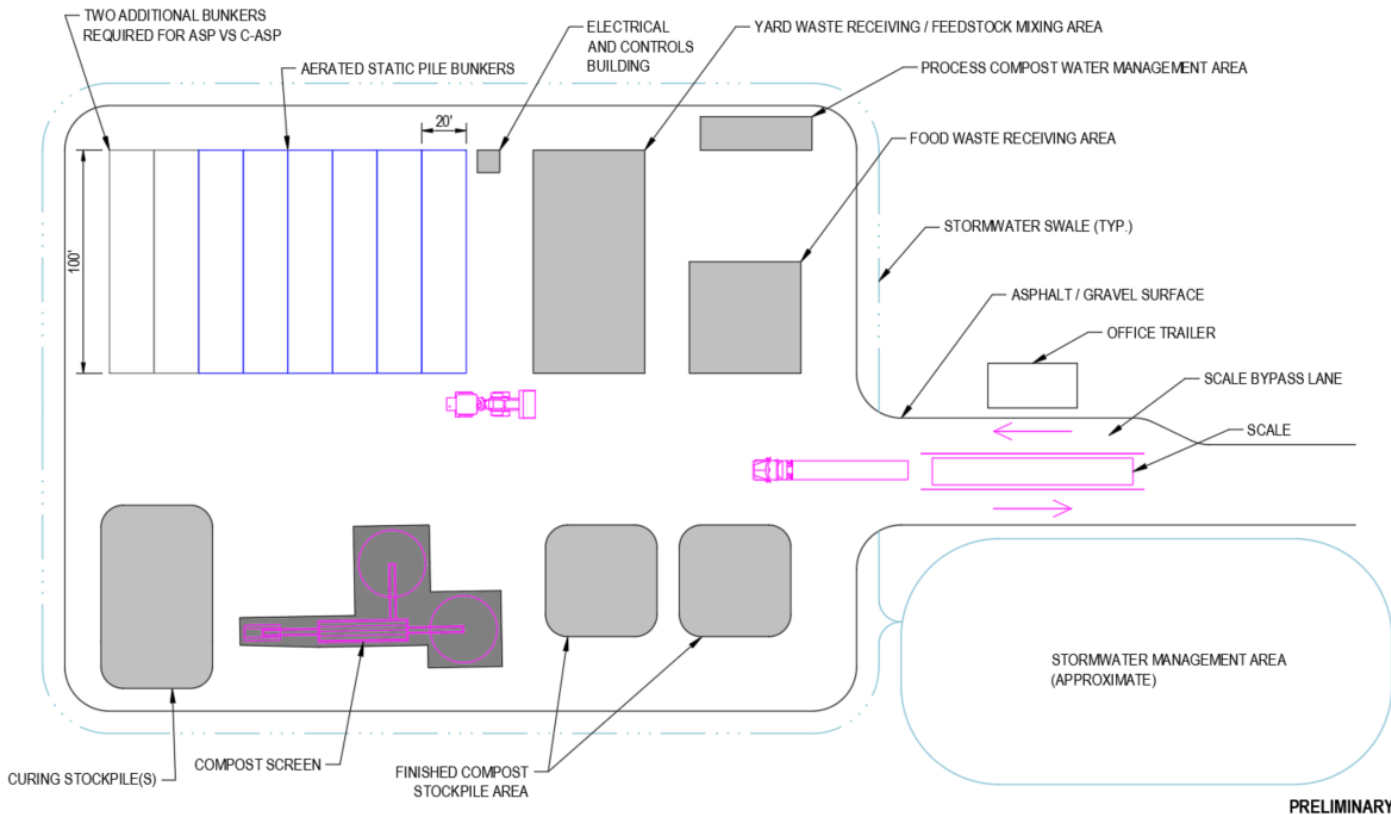 TWO ADDITIONAL BUNKERS
REQUIRED FOR ASP VS C-ASP
AERATED STATIC PILE BUNKERS
ELECTRICAL
AND CONTROLS
BUILDING
YARD WASTE RECEIVING / FEEDSTOCK MIXING AREA
PROCESS COMPOST WATER MANAGEMENT AREA
20'
FOOD WASTE RECEIVING AREA
STORMWATER SWALE (TYP.)
100'
ASPHALT / GRAVEL SURFACE
OFFICE TRAILER
SCALE BYPASS LANE
SCALE
STORMWATER MANAGEMENT AREA
(APPROXIMATE)
CURING STOCKPILE(S)
COMPOST SCREEN
FINISHED COMPOST
STOCKPILE AREA
PRELIMINARY